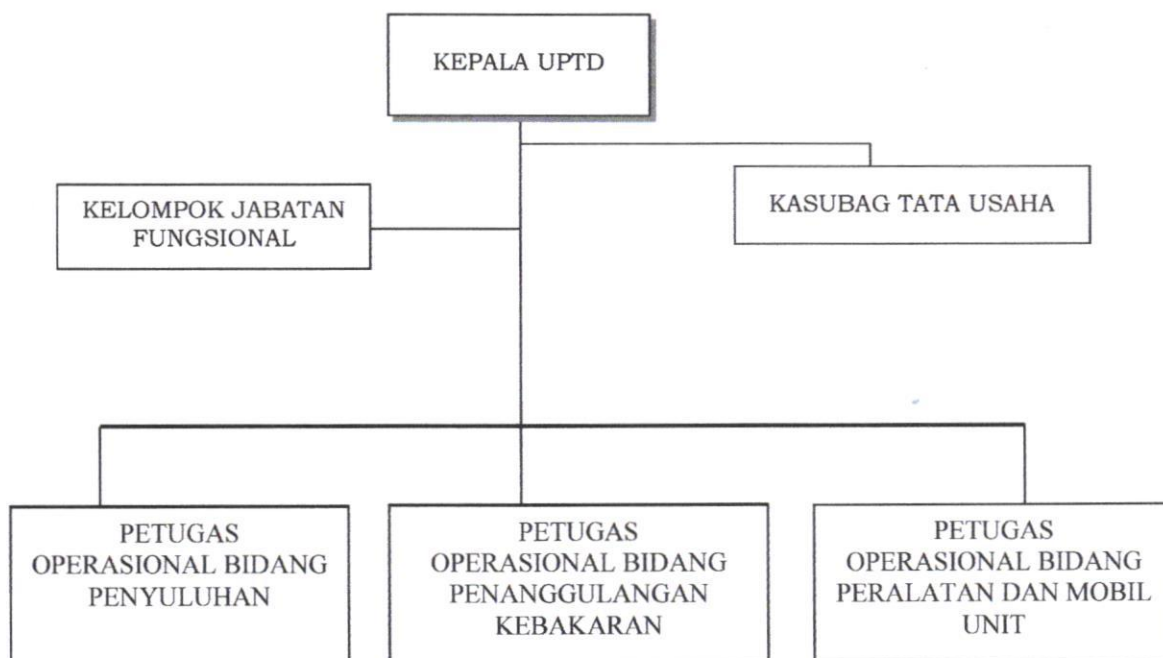 KEPALA UPTD
KASUBAG TATA USAHA
KELOMPOK JABATAN
FUNGSIONAL
PETUGAS
OPERASIONAL BIDANG
PENYULUHAN
PETUGAS
OPERASIONAL BIDANG
PENANGGULANGAN
KEBAKARAN
PETUGAS
OPERASIONAL BIDANG
PERALATAN DAN MOBIL
UNIT